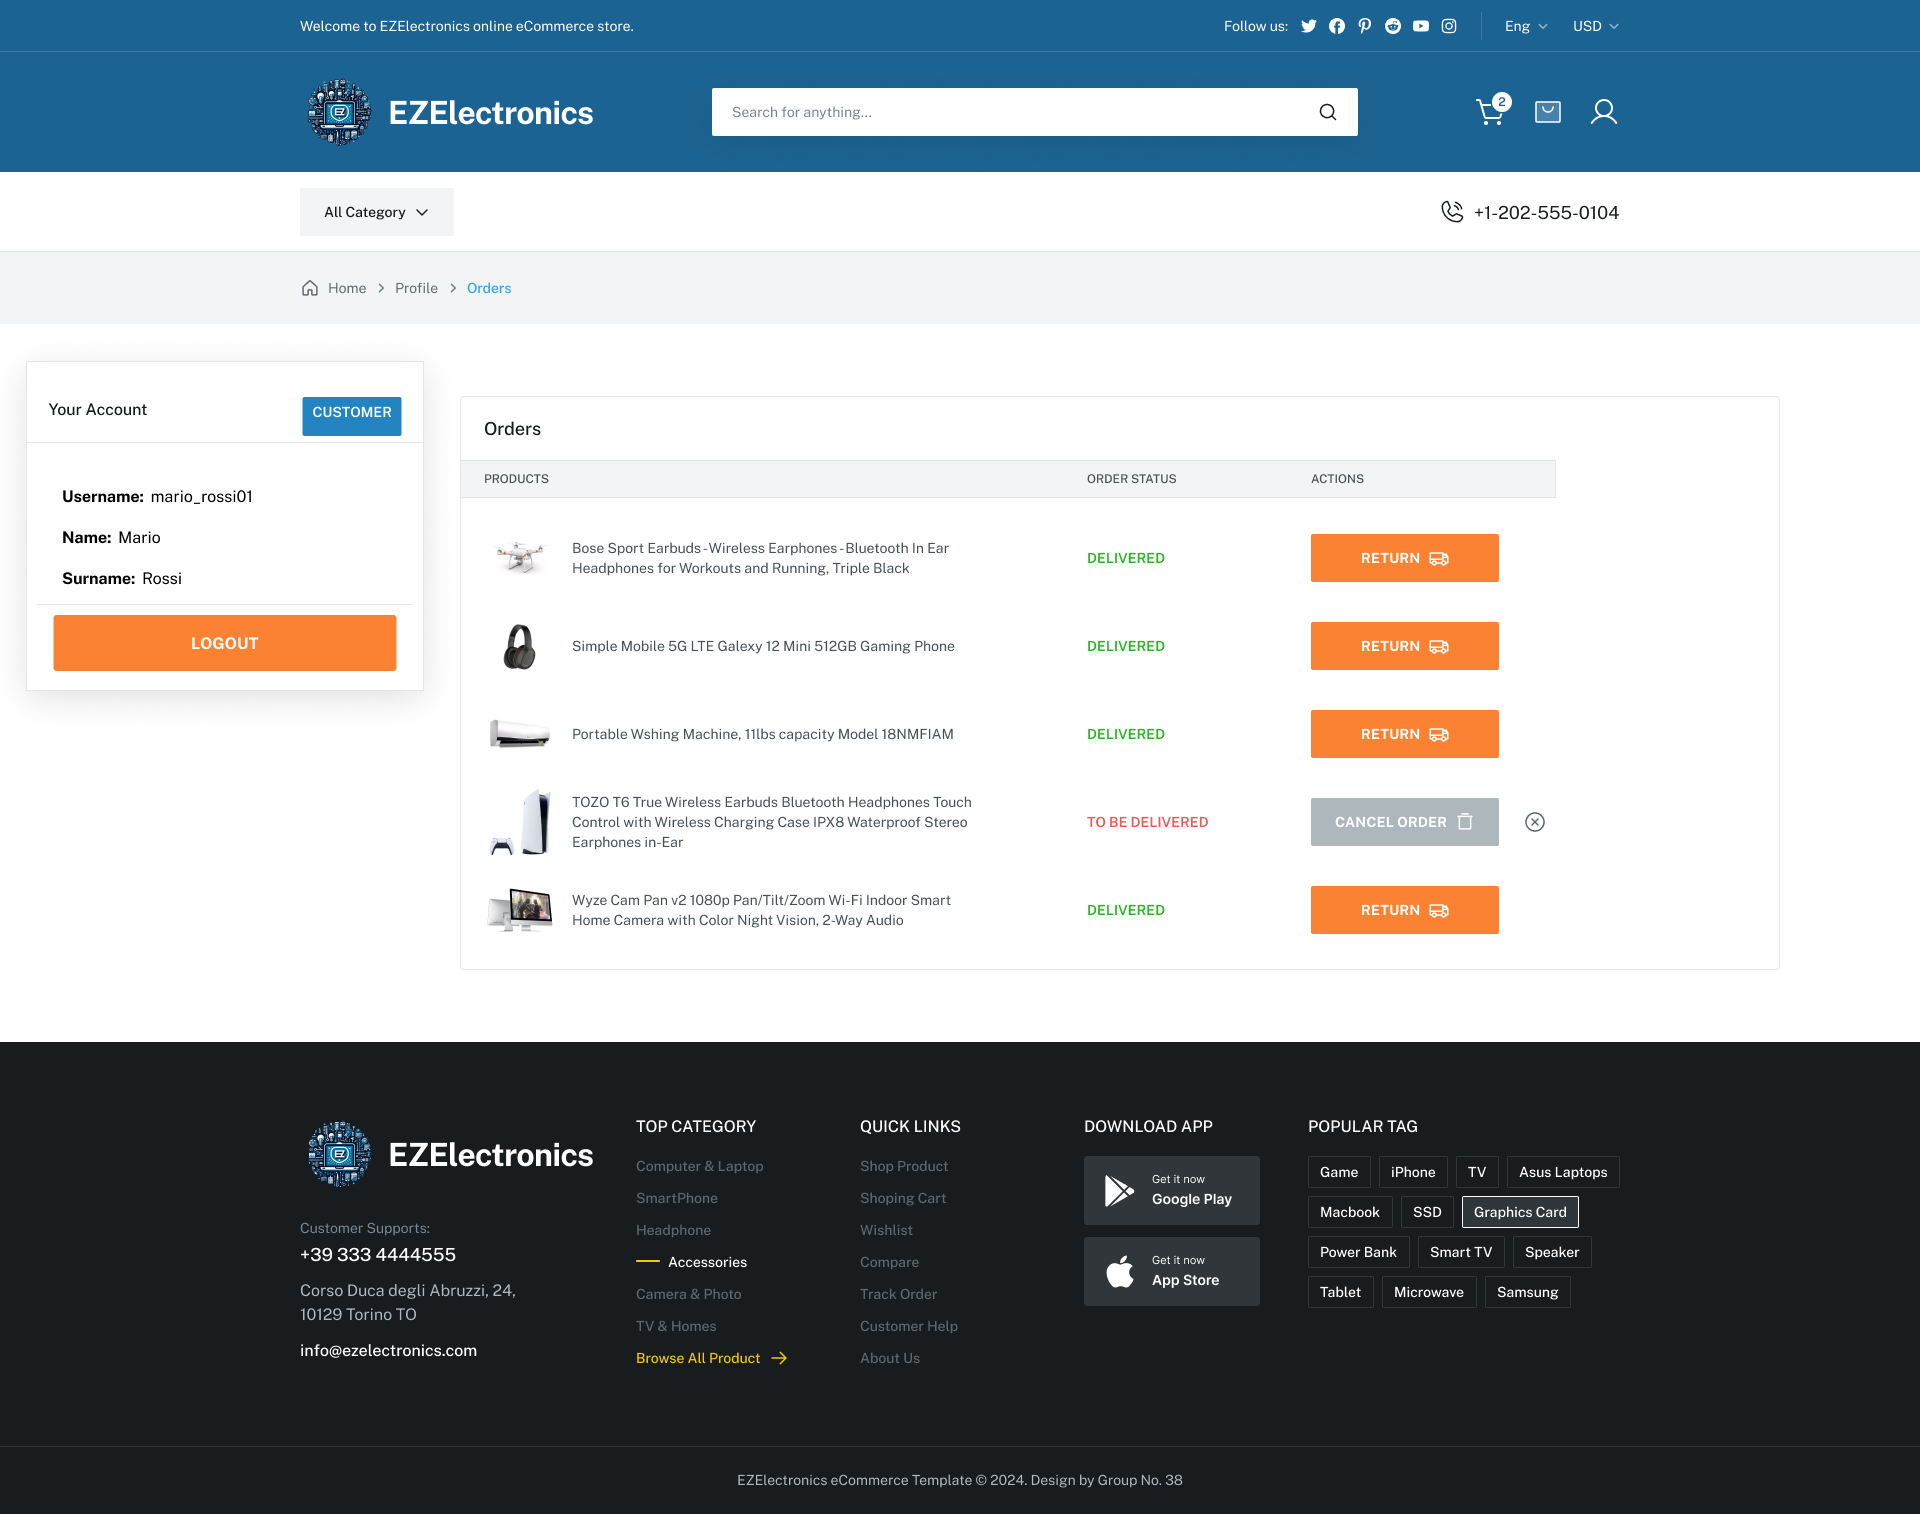 Welcome to EZElectronics online eCommerce store.
Follow us:
Eng
USD
EZ
EZElectronics
Search for anything...
2
All Category
+1-202-555-0104
Home
Profile
Orders
Your Account
CUSTOMER
Username: mario_rossi01
Name: Mario
Surname: Rossi
LOGOUT
Orders
PRODUCTS
ORDER STATUS
ACTIONS
Bose Sport Earbuds - Wireless Earphones - Bluetooth In Ear
Headphones for Workouts and Running, Triple Black
DELIVERED
RETURN
Simple Mobile 5G LTE Galexy 12 Mini 512GB Gaming Phone
DELIVERED
RETURN
Portable Wshing Machine, 11lbs capacity Model 18NMFIAM
DELIVERED
RETURN
TOZO T6 True Wireless Earbuds Bluetooth Headphones Touch
Control with Wireless Charging Case IPX8 Waterproof Stereo
Earphones in-Ear
TO BE DELIVERED
CANCEL ORDER
Wyze Cam Pan v2 1080p Pan/Tilt/Zoom Wi-Fi Indoor Smart
Home Camera with Color Night Vision, 2-Way Audio
DELIVERED
RETURN
EZ
EZElectronics
Customer Supports:
+39 333 4444555
Corso Duca degli Abruzzi, 24,
10129 Torino TO
info@ezelectronics.com
TOP CATEGORY
Computer & Laptop
SmartPhone
Headphone
Accessories
Camera & Photo
TV & Homes
Browse All Product
QUICK LINKS
Shop Product
Shoping Cart
Wishlist
Compare
Track Order
Customer Help
About Us
DOWNLOAD APP
Get it now
Google Play
Get it now
App Store
POPULAR TAG
Game
iPhone
TV
Asus Laptops
Macbook
SSD
Graphics Card
Power Bank
Smart TV
Speaker
Tablet
Microwave
Samsung
EZElectronics eCommerce Template © 2024. Design by Group No. 38